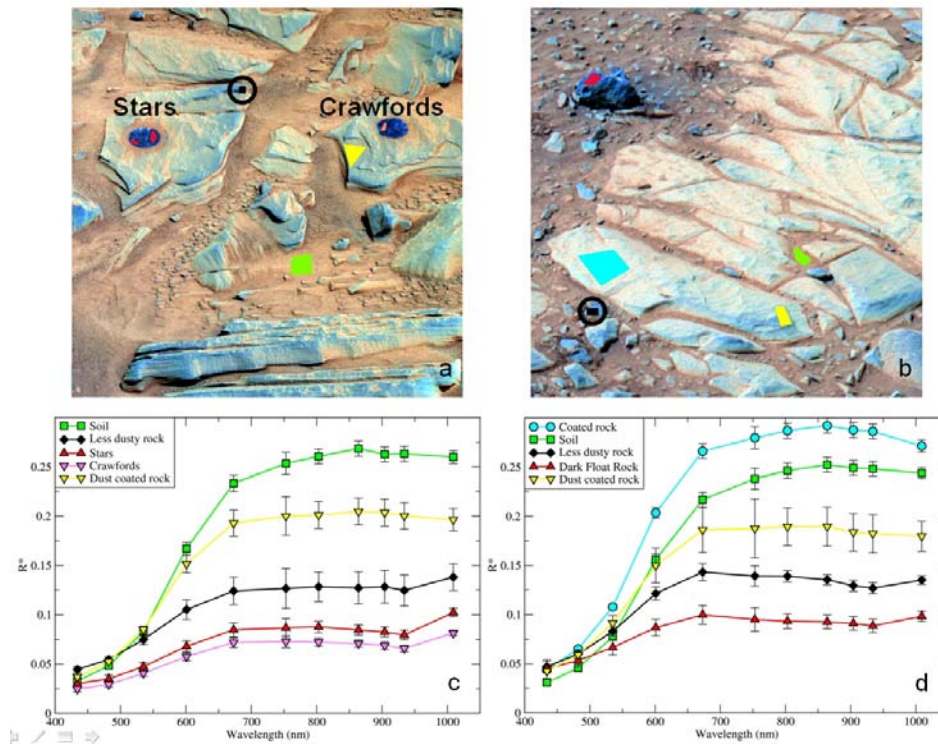 Stars
Crawfords
a
b
Soil
Less dusty rock
Stars
Crawfords
Dust coated rock
R*
0.25
0.2
0.15
0.1
0.05
0
400 500 600 700 800 900 1000
Wavelength (nm)
c
Coated rock
Soil
Less dusty rock
Dark Float Rock
Dust coated rock
R*
0.25
0.2
0.15
0.1
0.05
0
400 500 600 700 800 900 1000
Wavelength (nm)
d